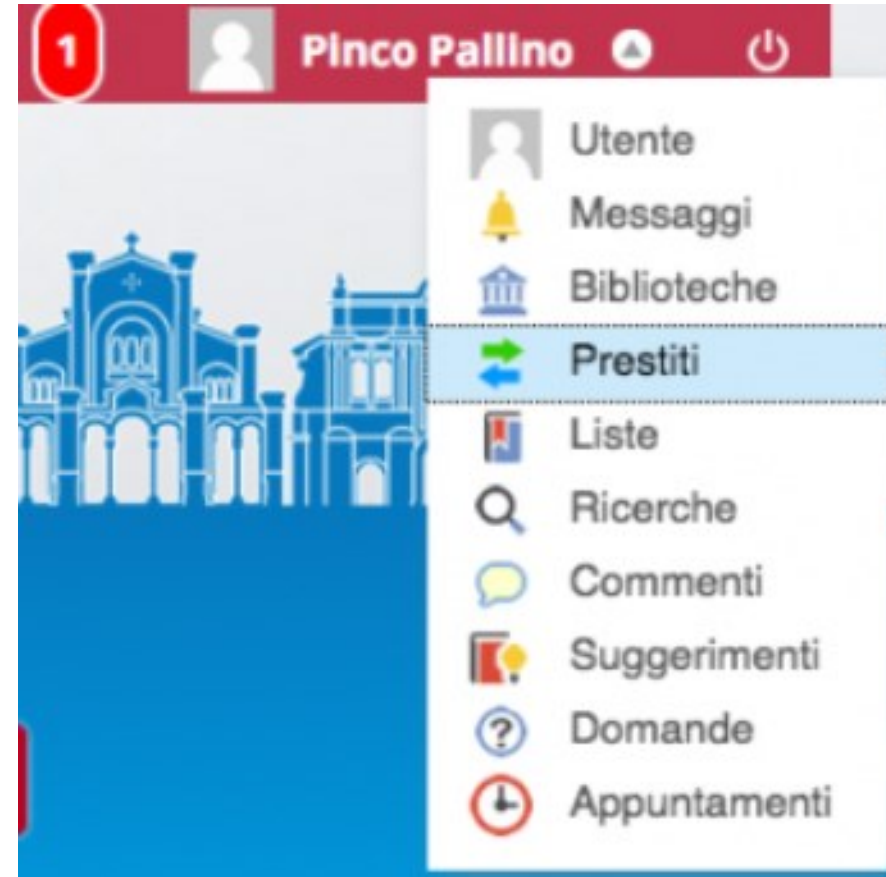 1 Pinco Pallino
Utente
Messaggi
Biblioteche
Prestiti
Liste
Ricerche
Commenti
Suggerimenti
Domande
Appuntamenti